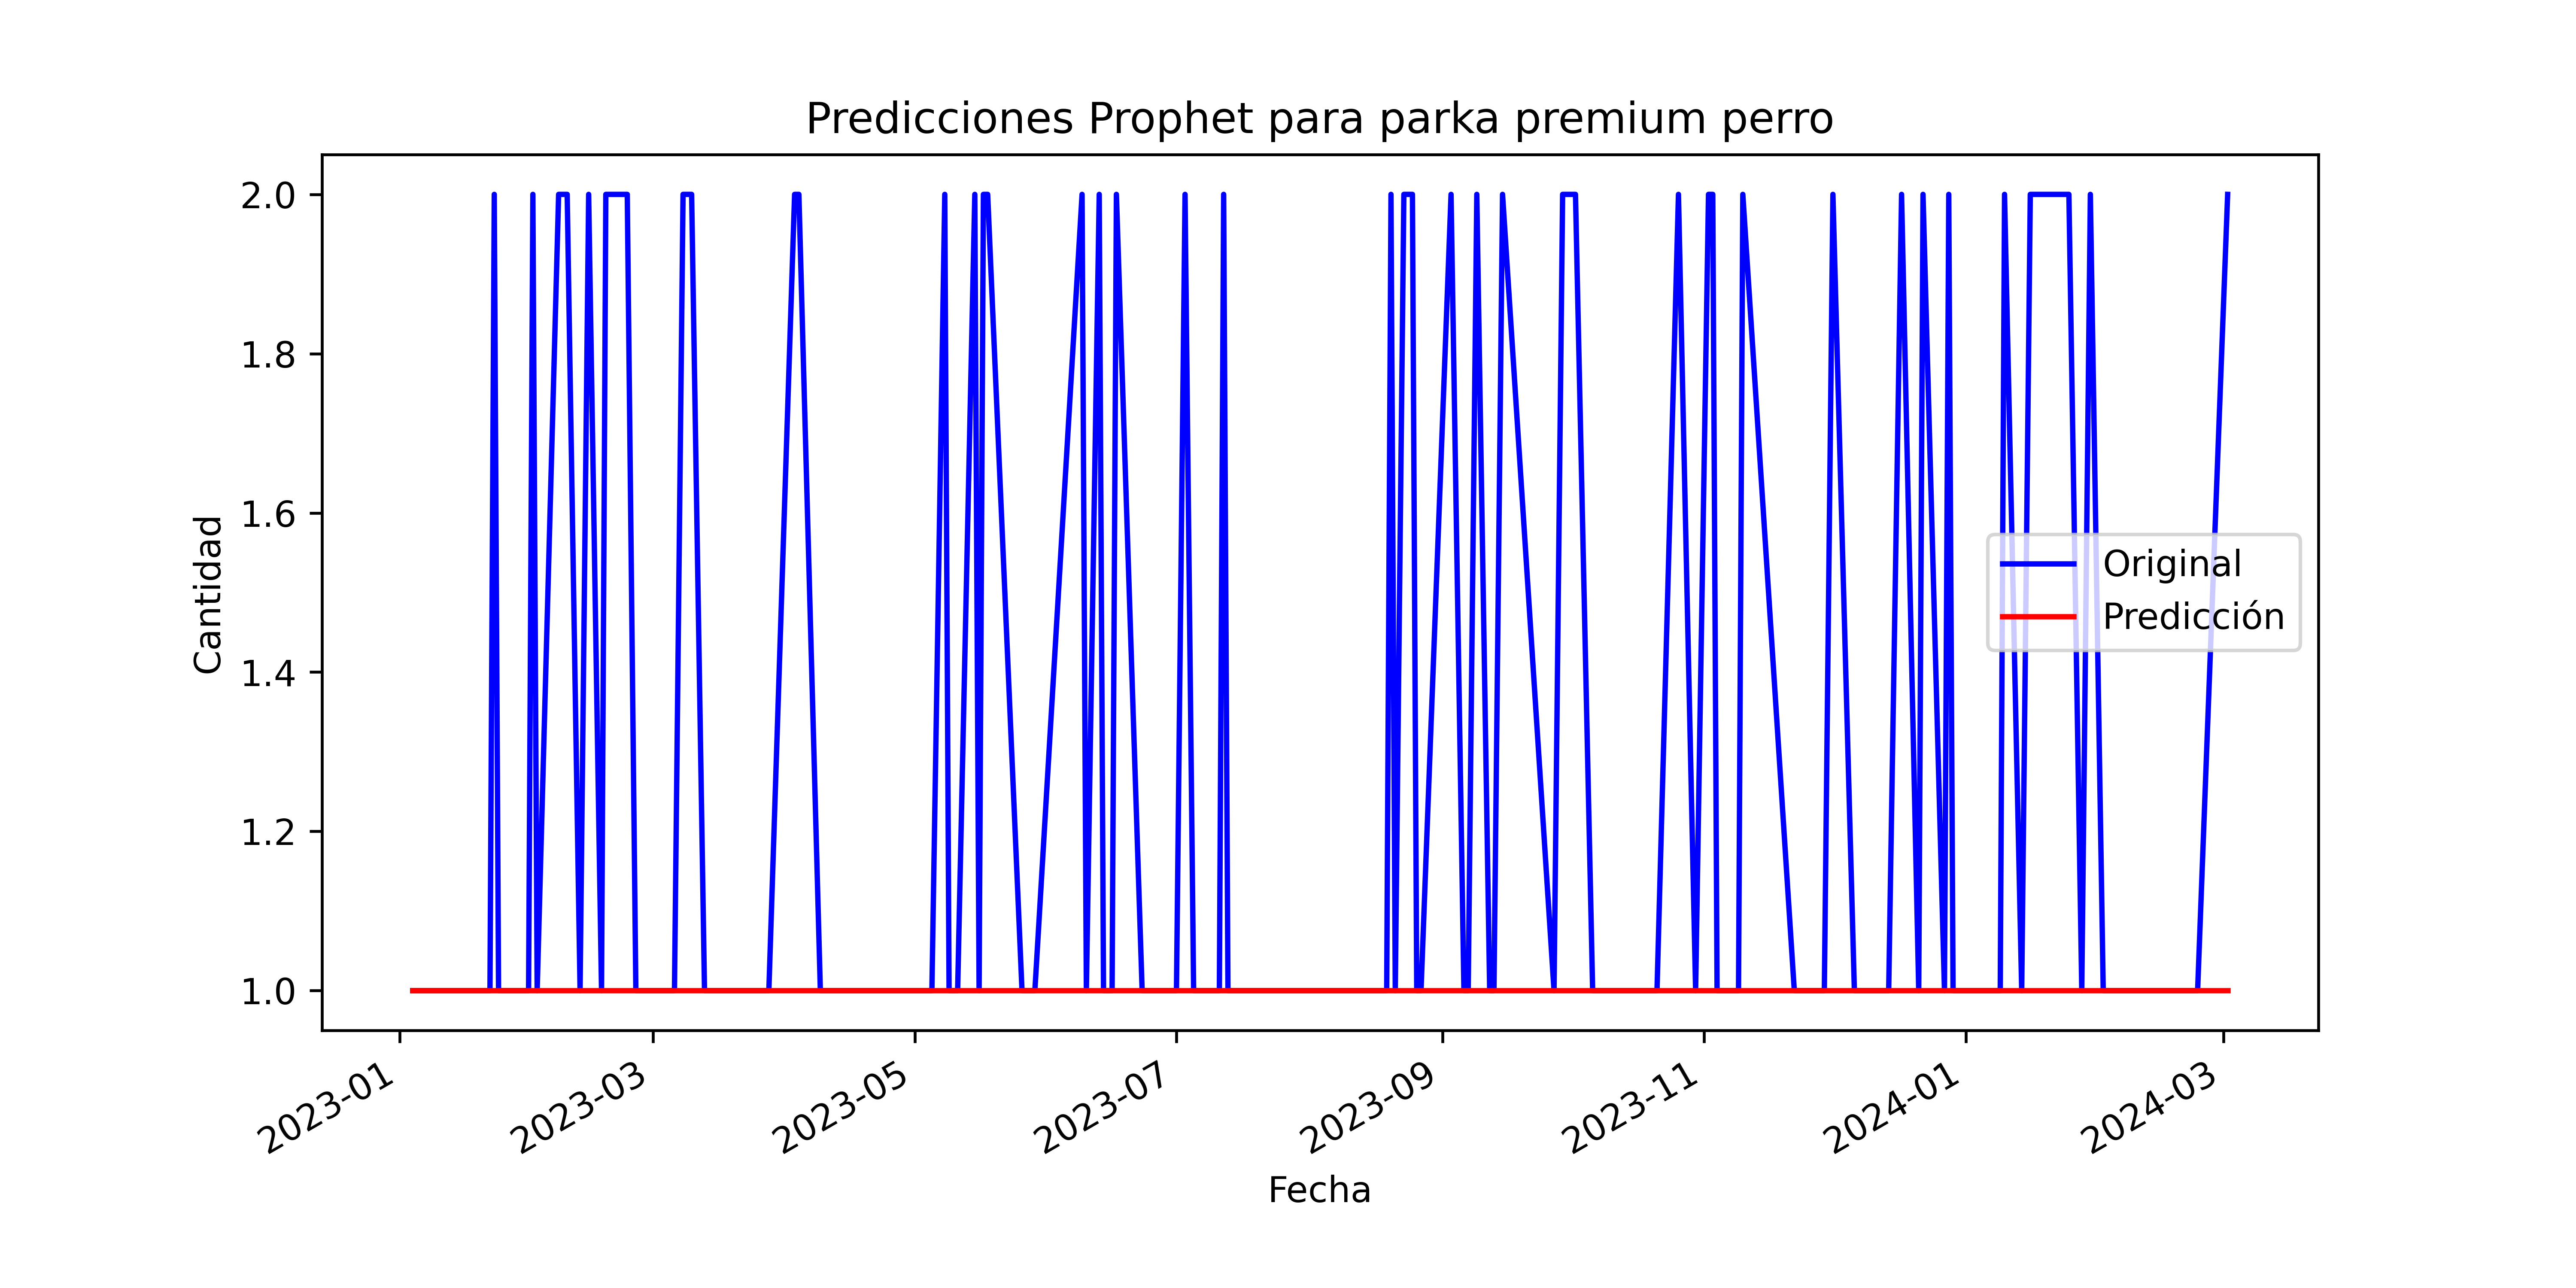 Predicciones Prophet para parka premium perro
2.0
1.8
1.6
1.4
1.2
1.0
Cantidad
Original
Predicción
2023-01
2023-03
2023-05
2023-07
2023-09
2023-11
2024-01
2024-03
Fecha